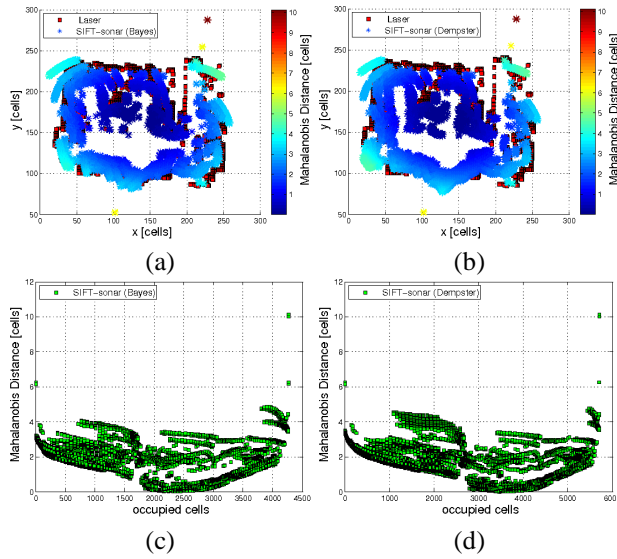 Laser
SIFT-sonar (Bayes)
300
250
200
150
100
50
y [cells]
0 50 100 150 200 250 300
x [cells]
10
9
8
7
6
5
4
3
2
1
Mahalanobis Distance [cells]
(a)
Laser
SIFT-sonar (Dempster)
300
250
200
150
100
50
y [cells]
0 50 100 150 200 250 300
x [cells]
10
9
8
7
6
5
4
3
2
1
Mahalanobis Distance [cells]
(b)
SIFT-sonar (Bayes)
12
10
8
6
4
2
0
Mahalanobis Distance [cells]
0 500 1000 1500 2000 2500 3000 3500 4000 4500
occupied cells
(c)
SIFT-sonar (Dempster)
12
10
8
6
4
2
0
Mahalanobis Distance [cells]
0 1000 2000 3000 4000 5000 600
occupied cells
(d)